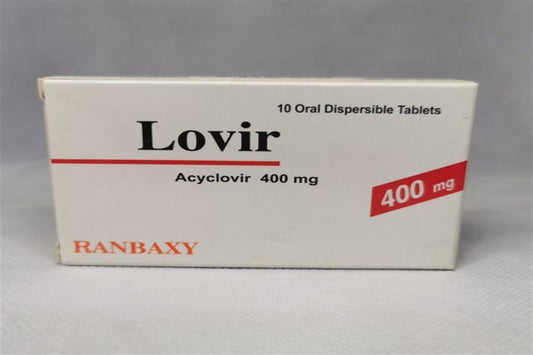 10 Oral Dispersible Tablets
Lovir
Acyclovir 400 mg
400 mg
RANBAXY